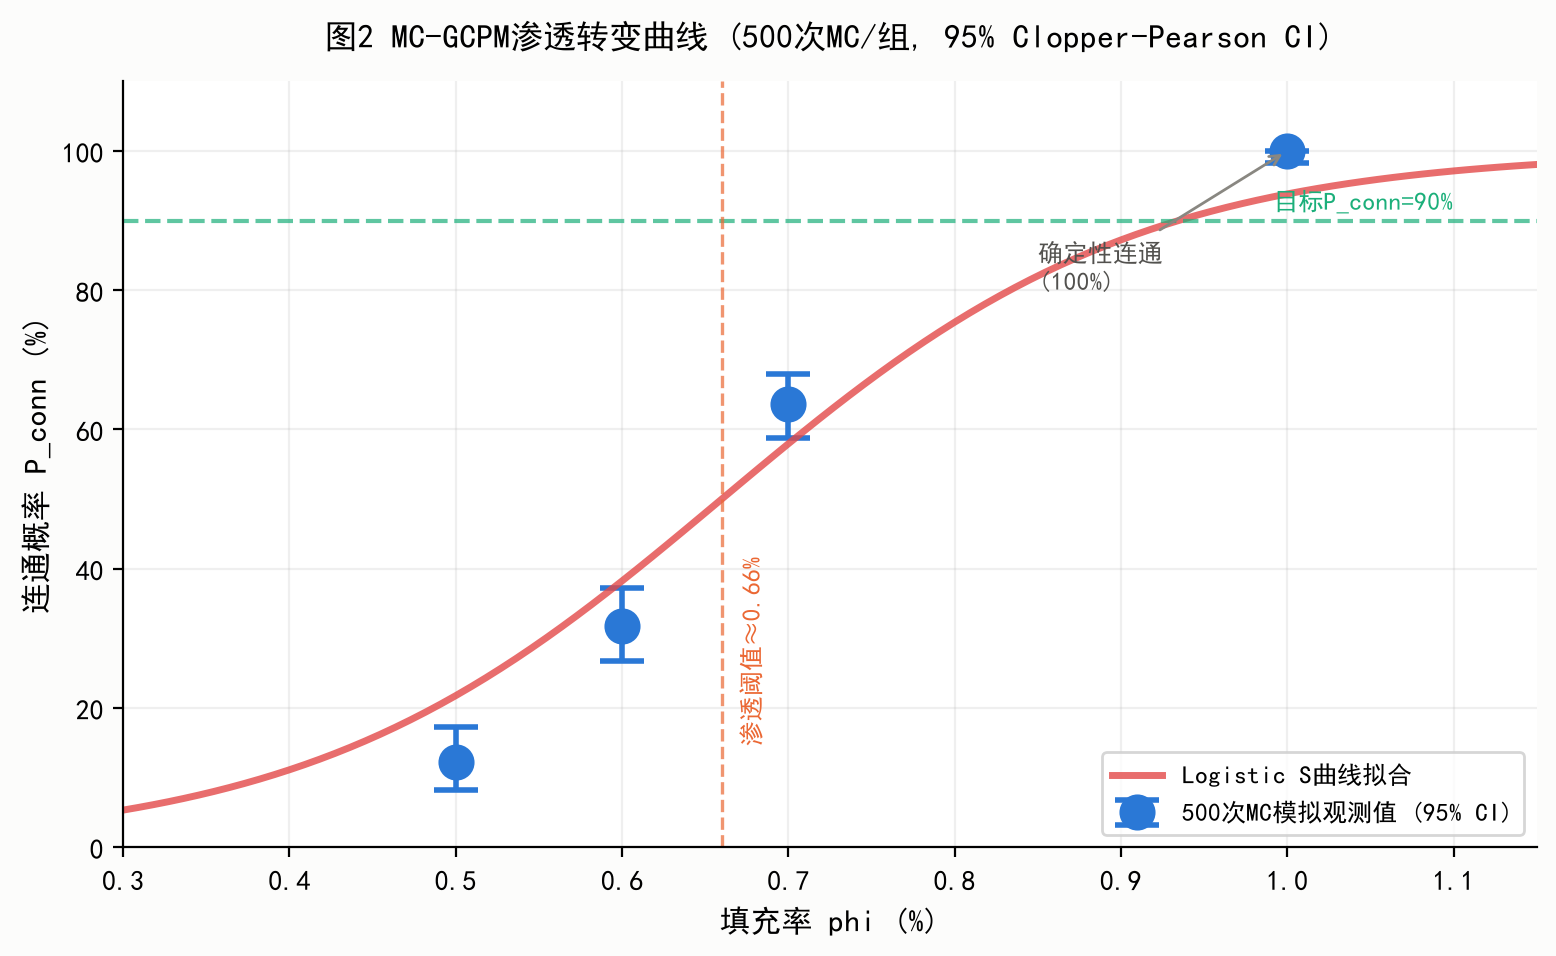 图2 MC-GCPM渗透转变曲线 (500次MC/组, 95% Clopper-Pearson CI)
连通概率 P_conn (%)
100
80
60
40
20
0
目标P_conn=90%
确定性连通
(100%)
渗透阈值≈0.66%
Logistic S曲线拟合
500次MC模拟观测值 (95% CI)
0.3
0.4
0.5
0.6
0.7
0.8
0.9
1.0
1.1
填充率 phi (%)